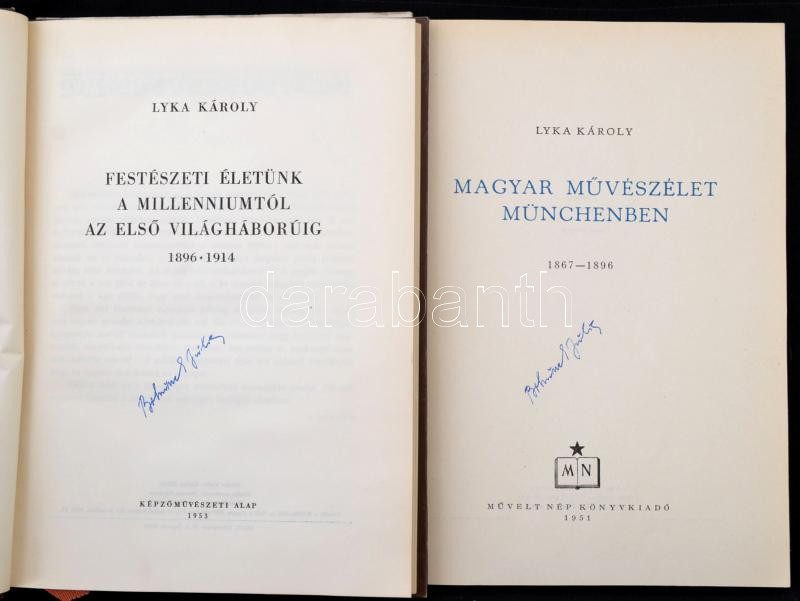 LYKA KÁROLY
FESTÉSZETI ÉLETÜNK
A MILLENNIUMTÓL
AZ ELSŐ VILÁGHÁBORÚIG
1896 • 1914
KÉPZŐMŰVÉSZETI ALAP
1953
LYKA KÁROLY
MAGYAR MŰVÉSZÉLET
MÜNCHENBEN
1867—1896
MN
MŰVELT NÉP KÖNYVKIADÓ
1951
darabanth